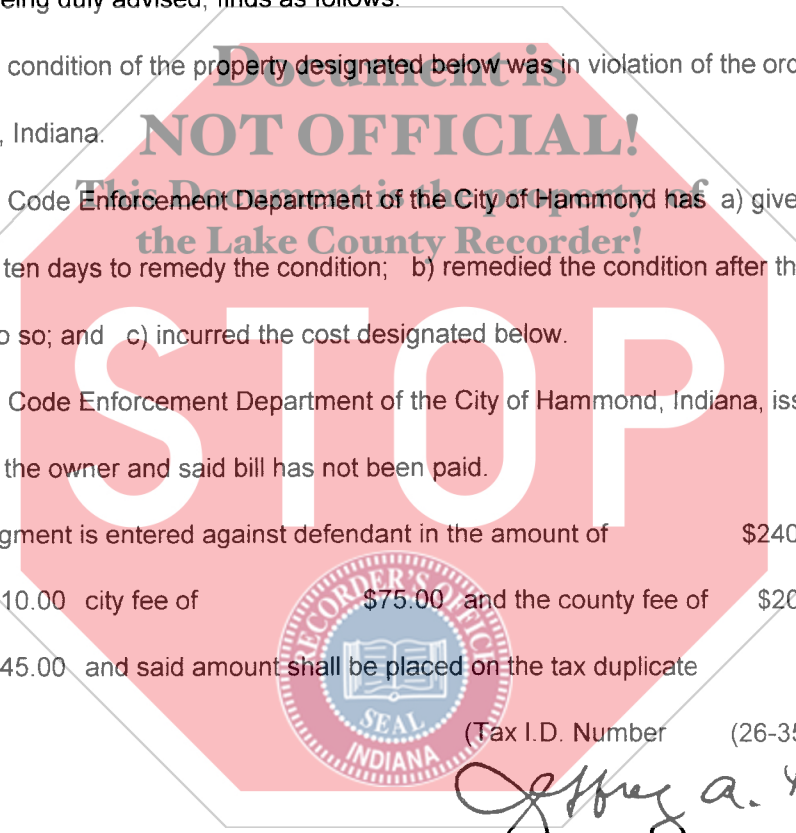 eing duly advised, finds as follows:
Document is
condition of the property designated below was in violation of the ord
, Indiana.
NOT OFFICIAL!
This Document is the property of
Code Enforcement Department of the City of Hammond has a) give
the Lake County Recorder!
ten days to remedy the condition; b) remedied the condition after th
o so; and c) incurred the cost designated below.
STOP
Code Enforcement Department of the City of Hammond, Indiana, iss
the owner and said bill has not been paid.
gment is entered against defendant in the amount of $240
10.00 city fee of $75.00 and the county fee of $20
45.00 and said amount shall be placed on the tax duplicate
RECORDER'S OFFICE
SEAL
INDIANA
(Tax I.D. Number (26-35
Jeffrey A.